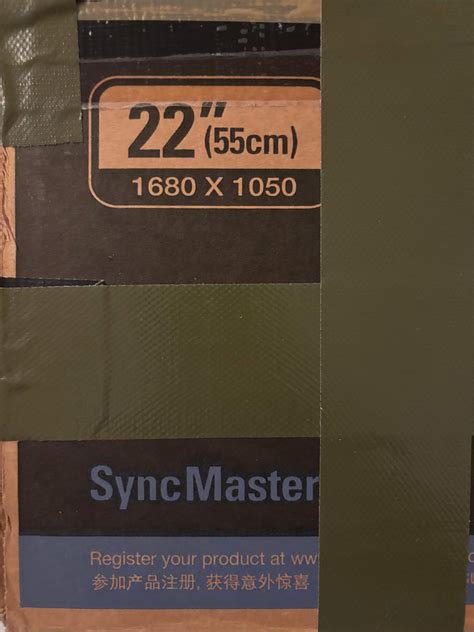 22" (55cm)
1680 X 1050
SyncMaster
Register your product at ww
参加产品注册, 获得意外惊喜